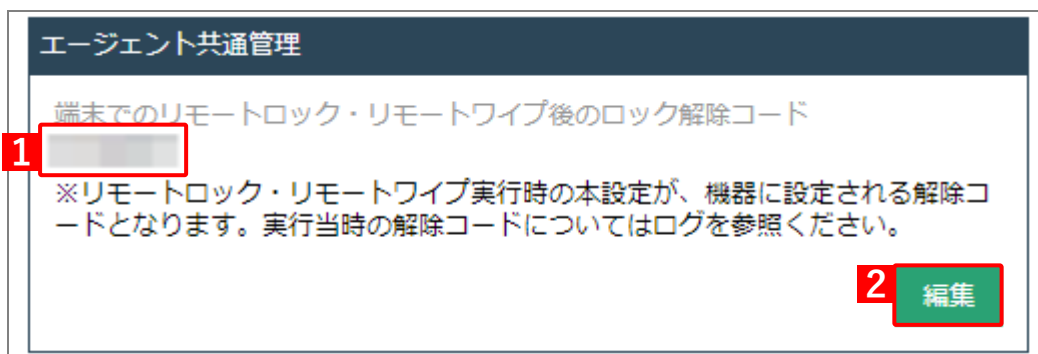 エージェント共通管理
端末でのリモートロック・リモートワイプ後のロック解除コード
1
※リモートロック・リモートワイプ実行時の本設定が、機器に設定される解除コ
ードとなります。実行当時の解除コードについてはログを参照ください。
2
編集